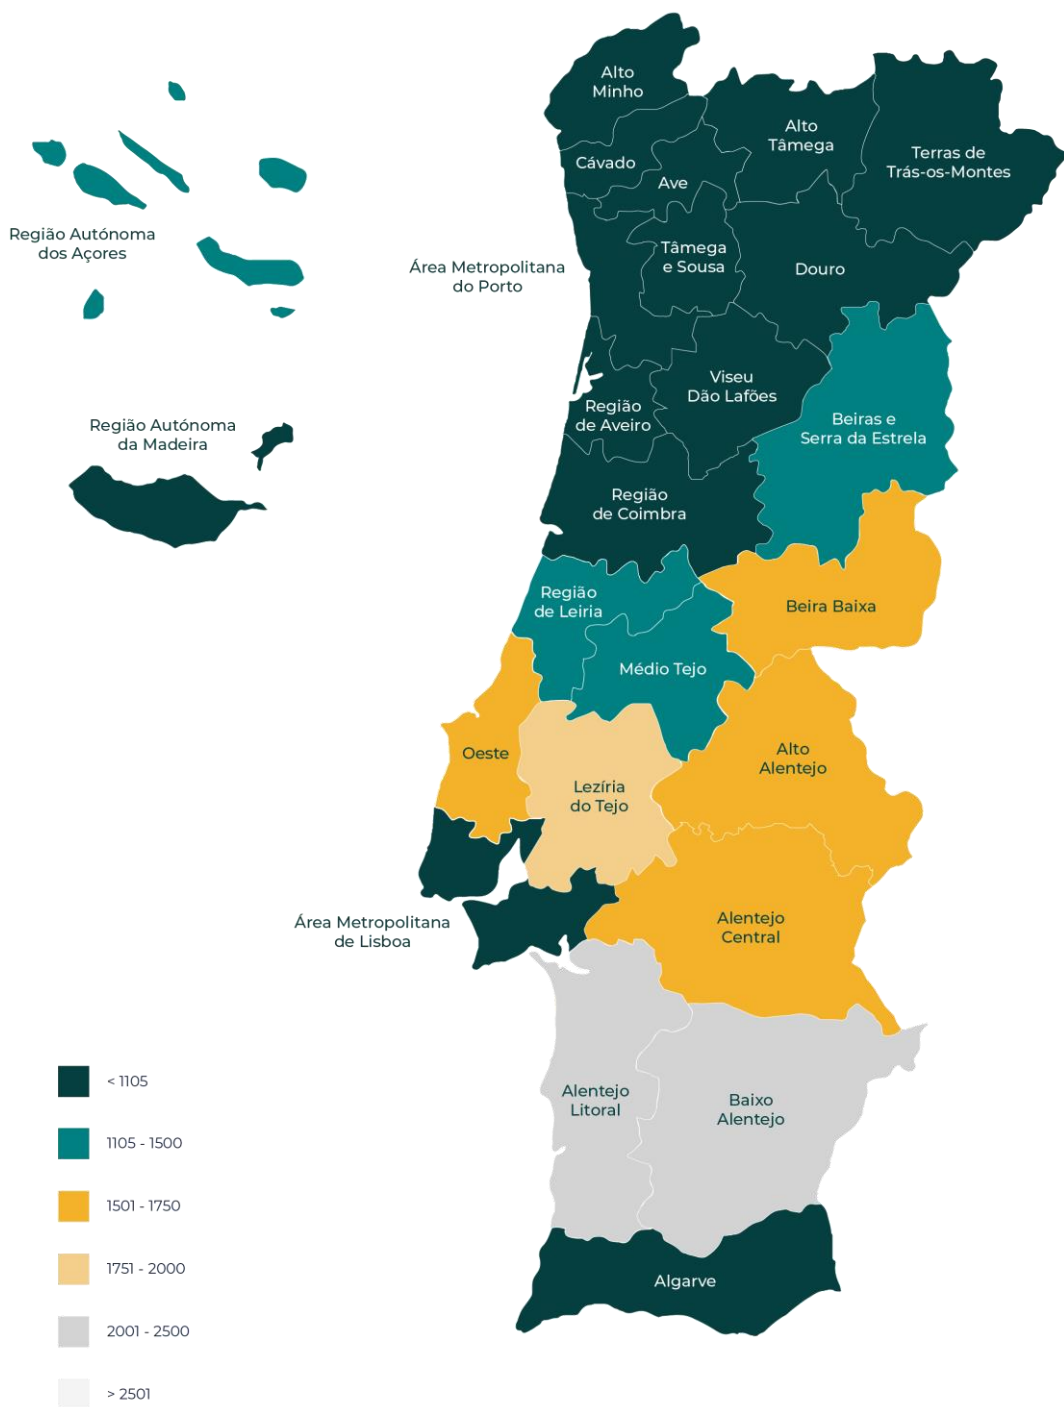 Alto
Minho
Alto
Tâmega
Terras de
Trás-os-Montes
Cávado
Ave
Região Autónoma
dos Açores
Tâmega
e Sousa
Área Metropolitana
do Porto
Douro
Viseu
Dão Lafões
Região
de Aveiro
Beiras e
Serra da Estrela
Região Autónoma
da Madeira
Região
de Coimbra
Região
de Leiria
Beira Baixa
Médio Tejo
Oeste
Alto
Alentejo
Lezíria
do Tejo
Área Metropolitana
de Lisboa
Alentejo
Central
Alentejo
Litoral
Baixo
Alentejo
Algarve
< 1105
1105 - 1500
1501 - 1750
1751 - 2000
2001 - 2500
> 2501